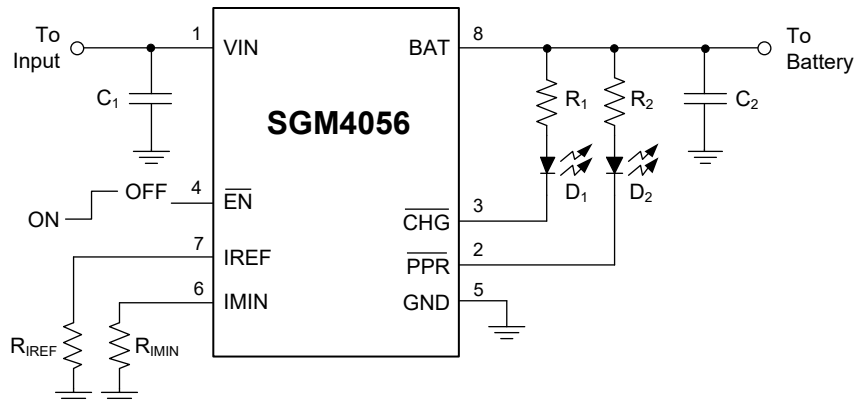 To
Input
1
VIN
BAT
8
To
Battery
C1
R1
R2
C2
SGM4056
D1
D2
ON
OFF
4
EN
CHG
3
7
IREF
PPR
2
6
IMIN
GND
5
RIREF
RIMIN